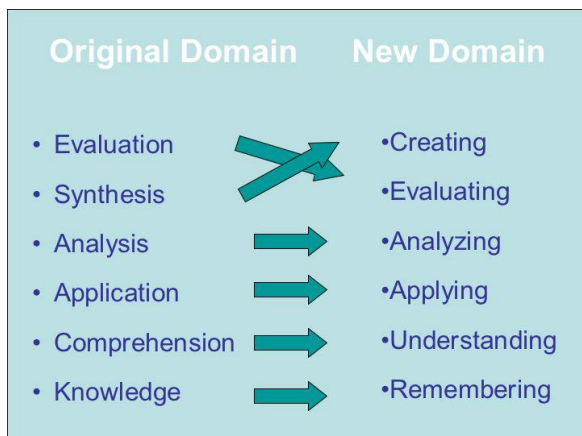 Original Domain
New Domain
• Evaluation
• Synthesis
• Analysis
• Application
• Comprehension
• Knowledge
•Creating
•Evaluating
•Analyzing
•Applying
•Understanding
•Remembering